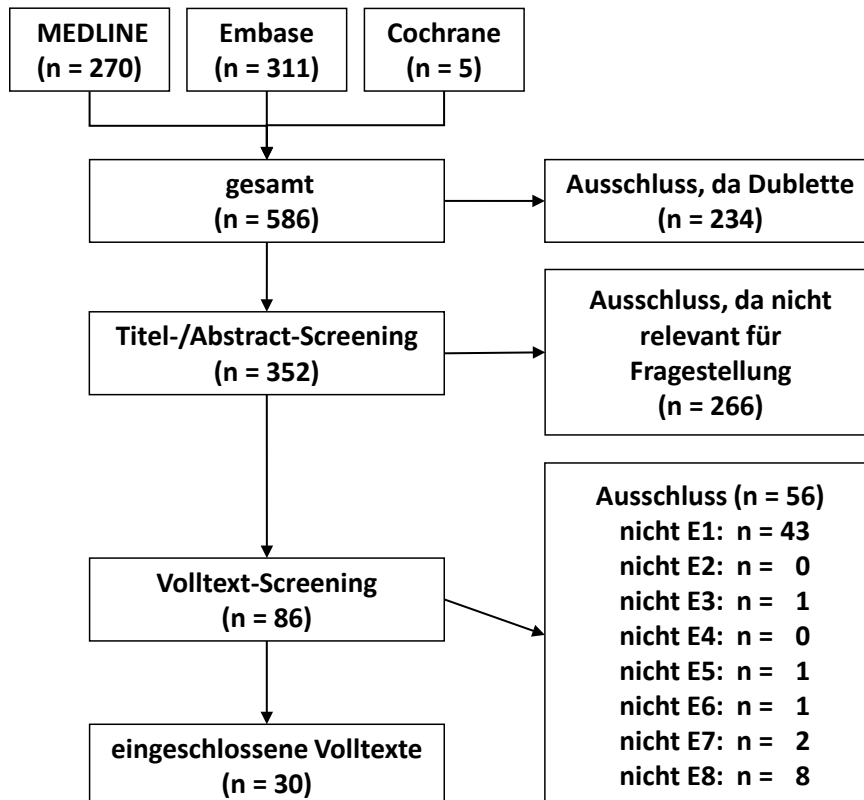 MEDLINE
(n = 270)
Embase
(n = 311)
Cochrane
(n = 5)
gesamt
(n = 586)
Ausschluss, da Dublette
(n = 234)
Titel-/Abstract-Screening
(n = 352)
Ausschluss, da nicht
relevant für
Fragestellung
(n = 266)
Volltext-Screening
(n = 86)
Ausschluss (n = 56)
nicht E1: n = 43
nicht E2: n = 0
nicht E3: n = 1
nicht E4: n = 0
nicht E5: n = 1
nicht E6: n = 1
nicht E7: n = 2
nicht E8: n = 8
eingeschlossene Volltexte
(n = 30)